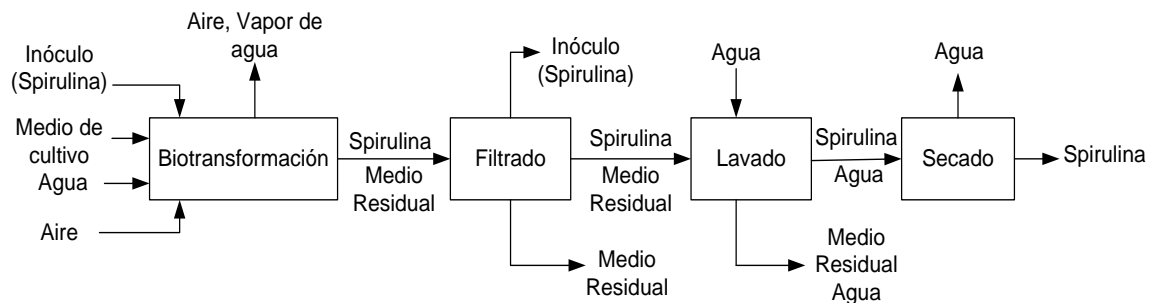 Aire, Vapor de
agua
Inóculo
(Spirulina)
Medio de
cultivo
Agua
Aire
Biotransformación
Spirulina
Medio
Residual
Inóculo
(Spirulina)
Filtrado
Medio
Residual
Spirulina
Medio
Residual
Agua
Lavado
Medio
Residual
Agua
Spirulina
Agua
Agua
Secado
Spirulina